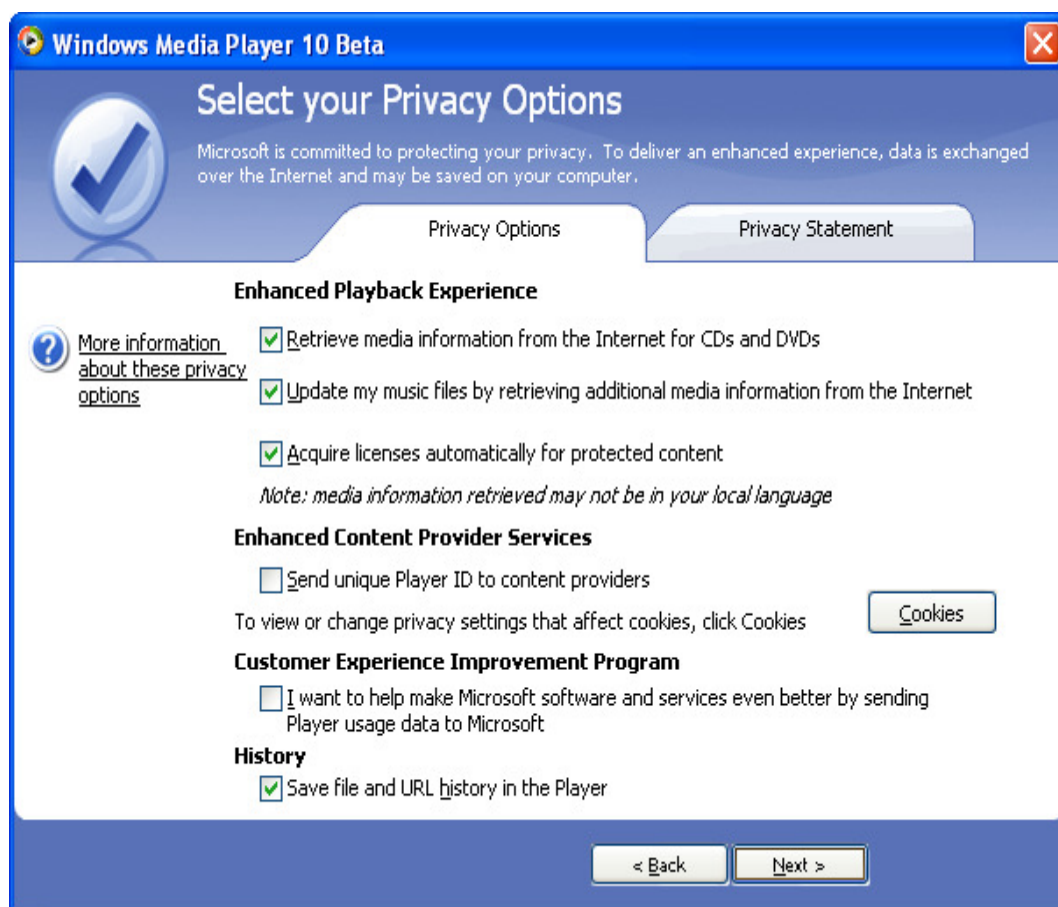 Windows Media Player 10 Beta
Select your Privacy Options
Microsoft is committed to protecting your privacy. To deliver an enhanced experience, data is exchanged
over the Internet and may be saved on your computer.
Privacy Options
Privacy Statement
More information
about these privacy
options
Enhanced Playback Experience
Retrieve media information from the Internet for CDs and DVDs
Update my music files by retrieving additional media information from the Internet
Acquire licenses automatically for protected content
Note: media information retrieved may not be in your local language
Enhanced Content Provider Services
Send unique Player ID to content providers
To view or change privacy settings that affect cookies, click Cookies
Cookies
Customer Experience Improvement Program
I want to help make Microsoft software and services even better by sending
Player usage data to Microsoft
History
Save file and URL history in the Player
< Back
Next >